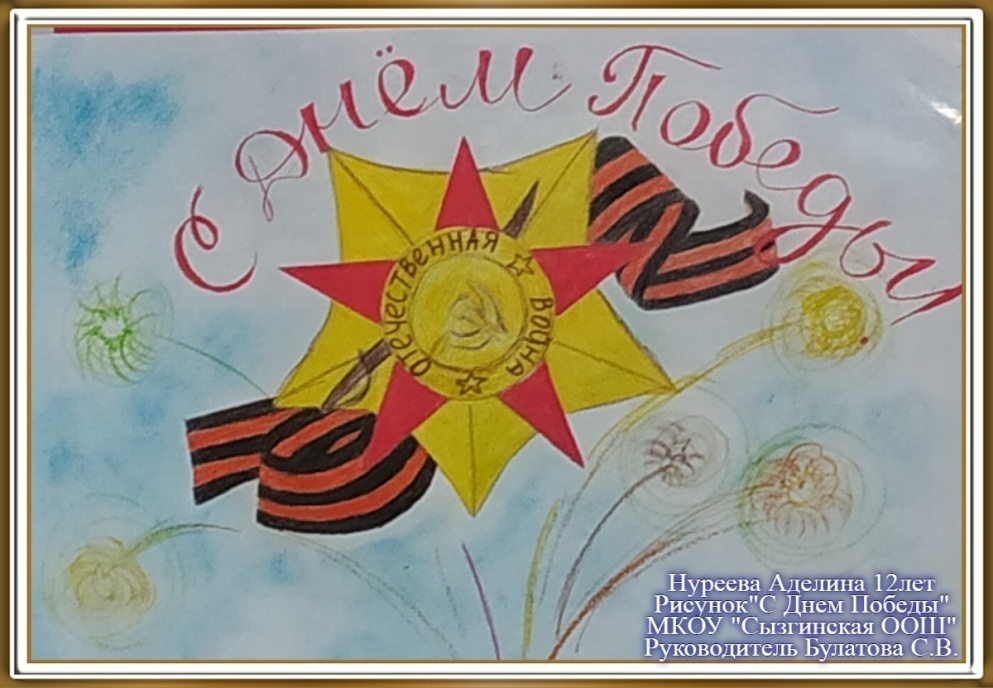 С Днём Победы
ОТЕЧЕСТВЕННАЯ
ВОЙНА
Нуреева Аделина 12лет
Рисунок"С Днем Победы"
МКОУ "Сызгинская ООШ"
Руководитель Булатова С.В.